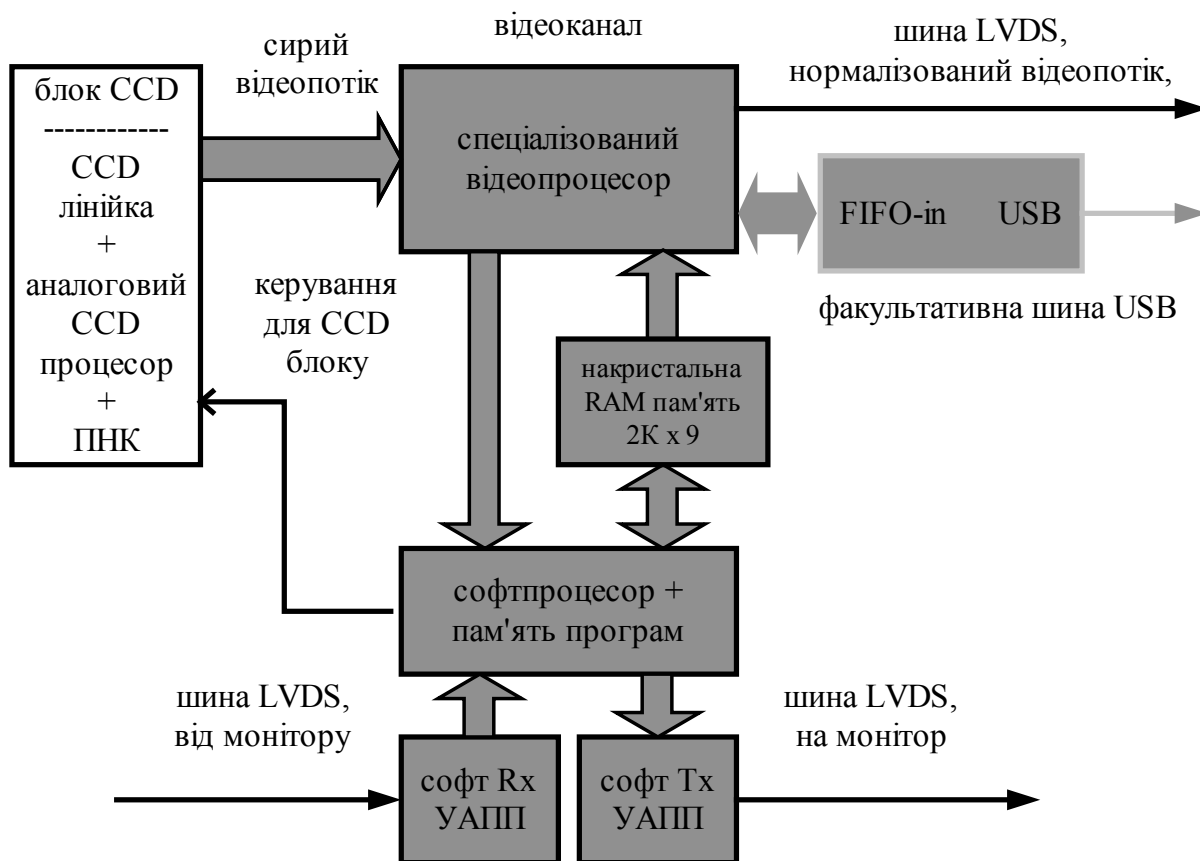 відеоканал
сирий
відеопотік
шина LVDS,
нормалізований відеопотік,
блок CCD
------------
CCD
лінійка
+
аналоговий
CCD
процесор
+
ПНК
спеціалізований
відеопроцесор
FIFO-in USB
факультативна шина USB
керування
для CCD
блоку
накристальна
RAM пам'ять
2К х 9
софтпроцесор +
пам'ять програм
шина LVDS,
від монітору
шина LVDS,
на монітор
софт Rx
УАПП
софт Tx
УАПП